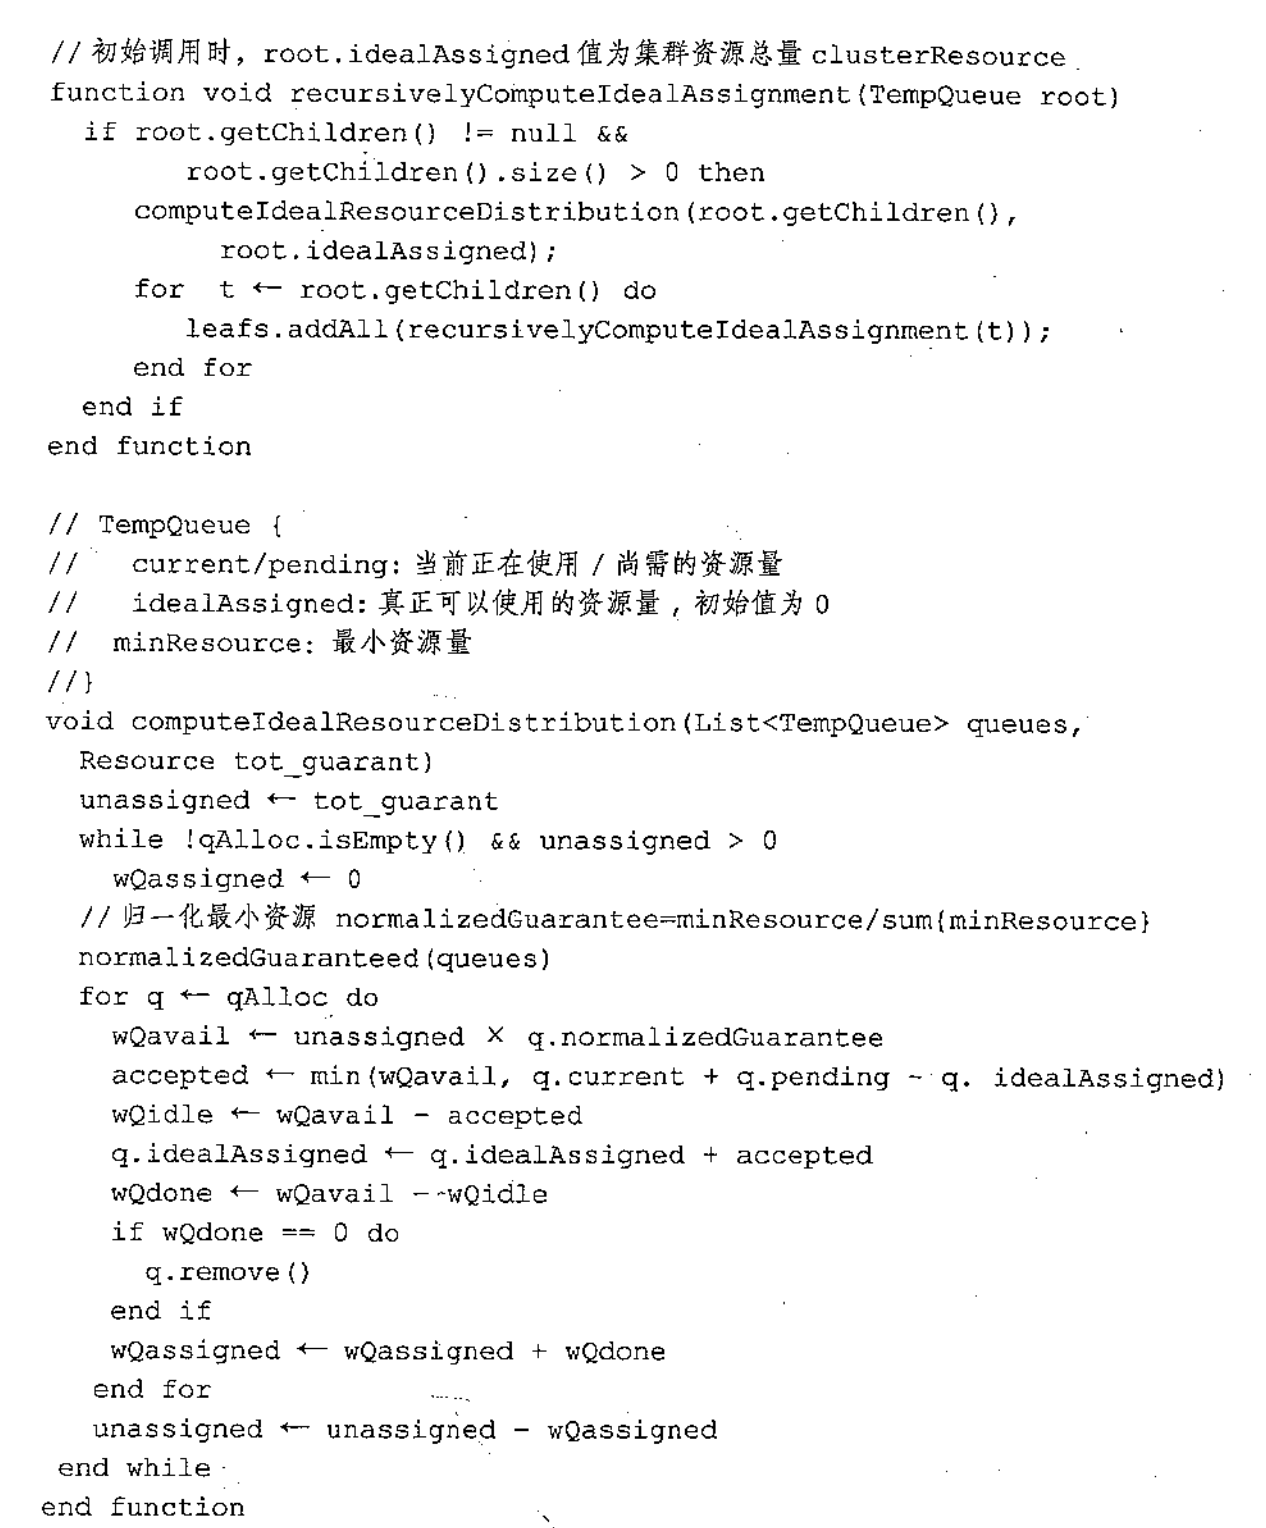 // 初始调用时，root.idealAssigned 值为集群资源总量 clusterResource
function void recursivelyComputeIdealAssignment(TempQueue root)
if root.getChildren() != null &&
root.getChildren().size() > 0 then
computeIdealResourceDistribution(root.getChildren(),
root.idealAssigned);
for t ← root.getChildren() do
leafs.addAll(recursivelyComputeIdealAssignment(t));
end for
end if
end function
// TempQueue {
// current/pending: 当前正在使用 / 尚需的资源量
// idealAssigned: 真正可以使用的资源量，初始值为 0
// minResource: 最小资源量
//}
void computeIdealResourceDistribution(List<TempQueue> queues,
Resource tot_guarant)
unassigned ← tot_guarant
while !qAlloc.isEmpty() && unassigned > 0
wQassigned ← 0
// 归一化最小资源 normalizedGuarantee=minResource/sum{minResource}
normalizedGuaranteed(queues)
for q ← qAlloc do
wQavail ← unassigned × q.normalizedGuarantee
accepted ← min(wQavail, q.current + q.pending - q. idealAssigned)
wQidle ← wQavail - accepted
q.idealAssigned ← q.idealAssigned + accepted
wQdone ← wQavail - wQidle
if wQdone == 0 do
q.remove()
end if
wQassigned ← wQassigned + wQdone
end for
unassigned ← unassigned - wQassigned
end while
end function